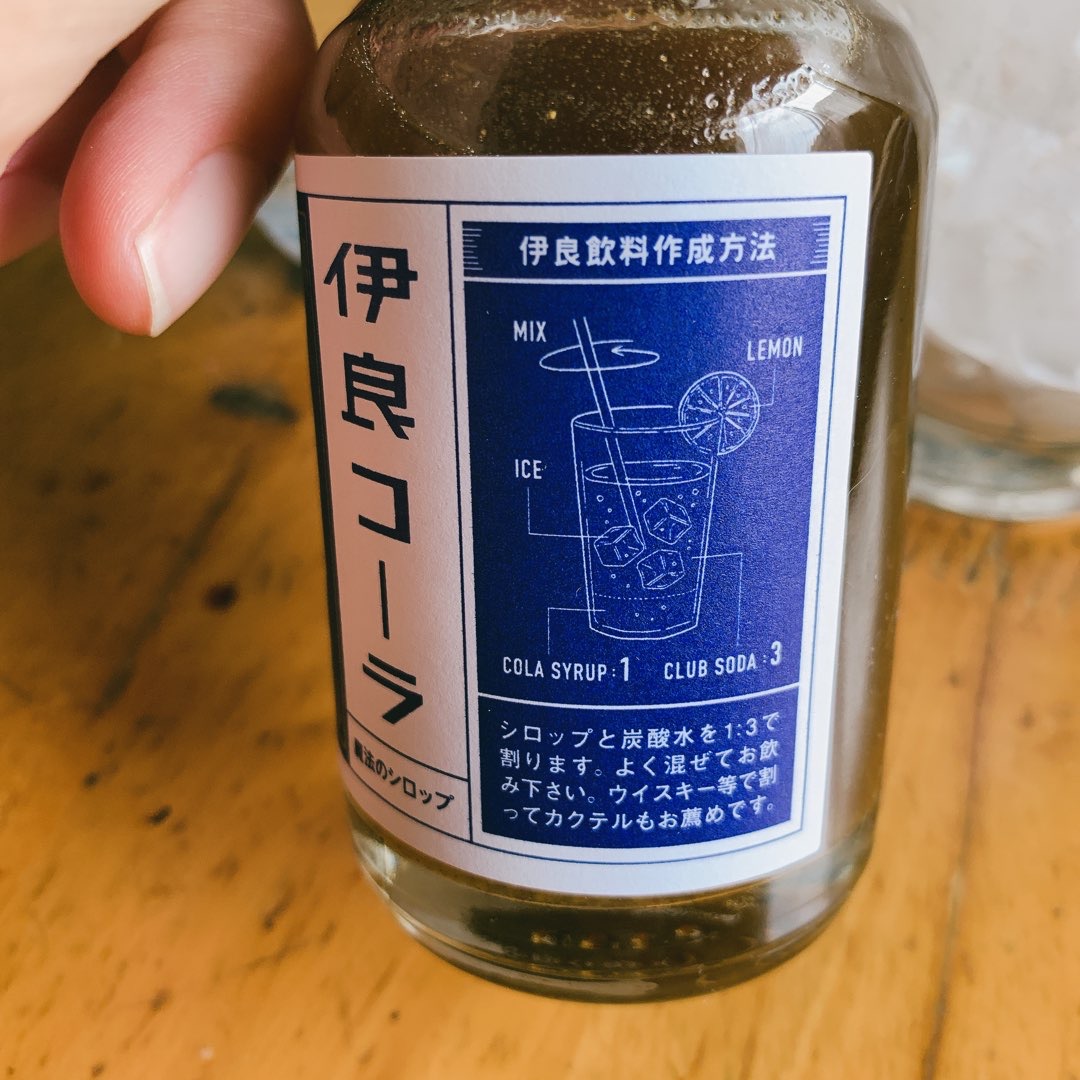 伊良コーラ
魔法のシロップ
伊良飲料作成方法
MIX
LEMON
ICE
COLA SYRUP:1
CLUB SODA:3
シロップと炭酸水を1:3で
割ります。よく混ぜてお飲
み下さい。ウイスキー等で割
ってカクテルもお薦めです。